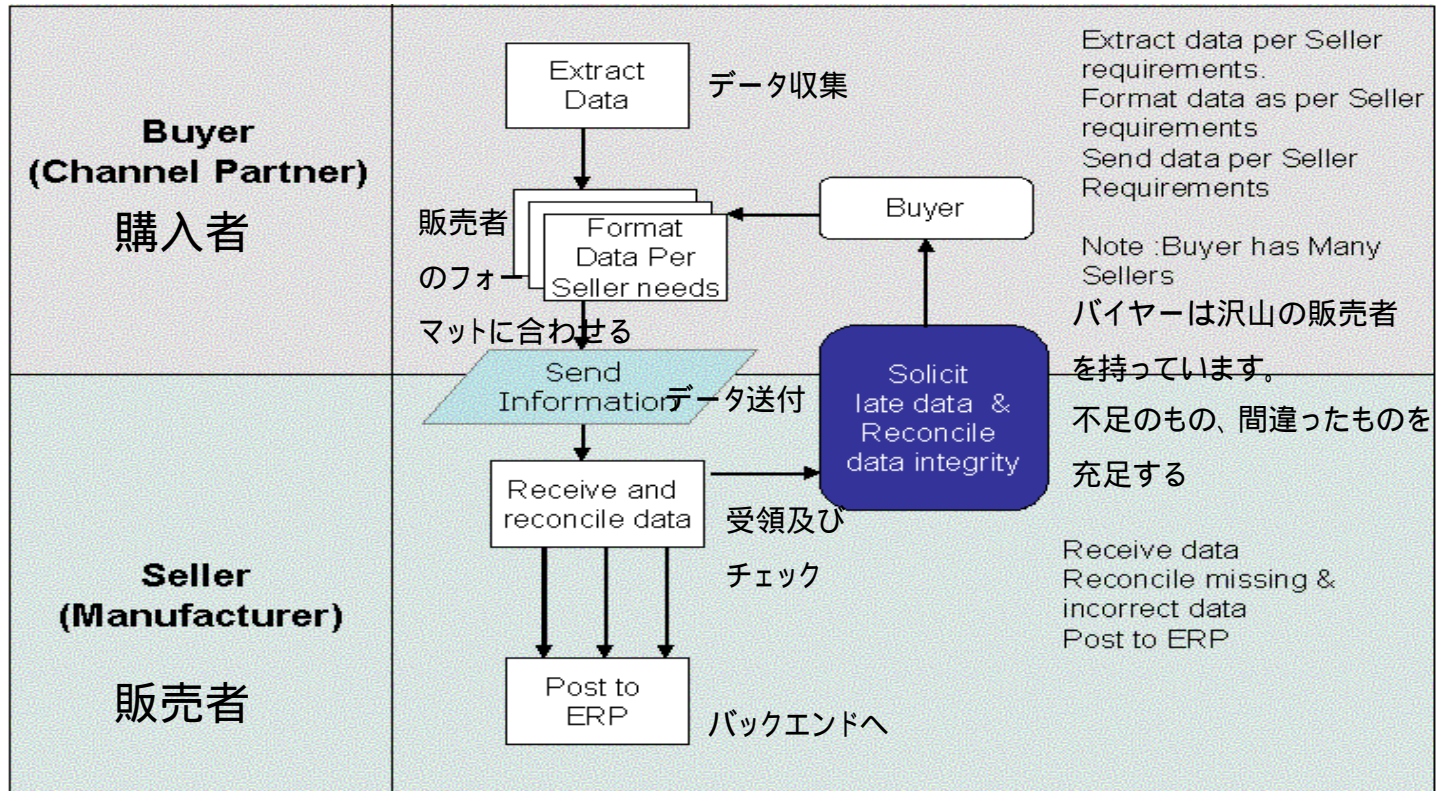 Buyer
(Channel Partner)
購入者
Extract
Data
データ収集
販売者
のフォー
マットに合わせる
Format
Data Per
Seller needs
Buyer
Extract data per Seller
requirements.
Format data as per Seller
requirements
Send data per Seller
Requirements
Note :Buyer has Many
Sellers
バイヤーは沢山の販売者
を持っています。
不足のもの、間違ったものを
充足する
Send
Information
データ送付
Solicit
late data &
Reconcile
data integrity
Seller
(Manufacturer)
販売者
Receive and
reconcile data
受領及び
チェック
Post to
ERP
バックエンドへ
Receive data
Reconcile missing &
incorrect data
Post to ERP